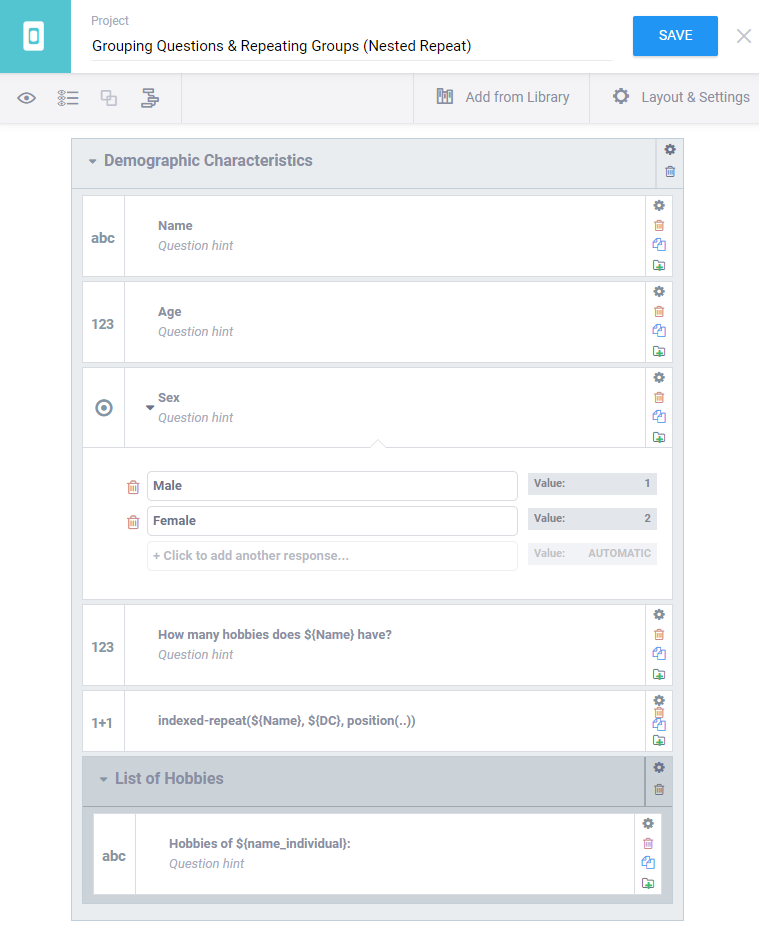 Project
Grouping Questions & Repeating Groups (Nested Repeat)
SAVE
Add from Library
Layout & Settings
Demographic Characteristics
abc
Name
Question hint
123
Age
Question hint
Sex
Question hint
Male
Value: 1
Female
Value: 2
+ Click to add another response...
Value: AUTOMATIC
123
How many hobbies does ${Name} have?
Question hint
1+1
indexed-repeat(${Name}, ${DC}, position(..))
List of Hobbies
abc
Hobbies of ${name_individual}:
Question hint